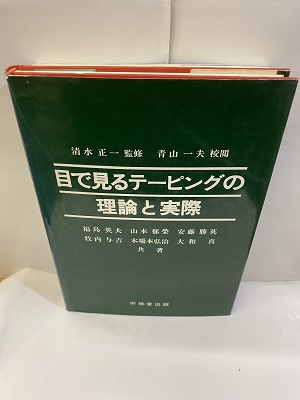 清水正一 監修 青山一夫 校閲
目で見るテーピングの
理論と実際
福島英夫 山本郁榮 安藤勝英
牧内与吉 本場本弘治 大和眞
共著